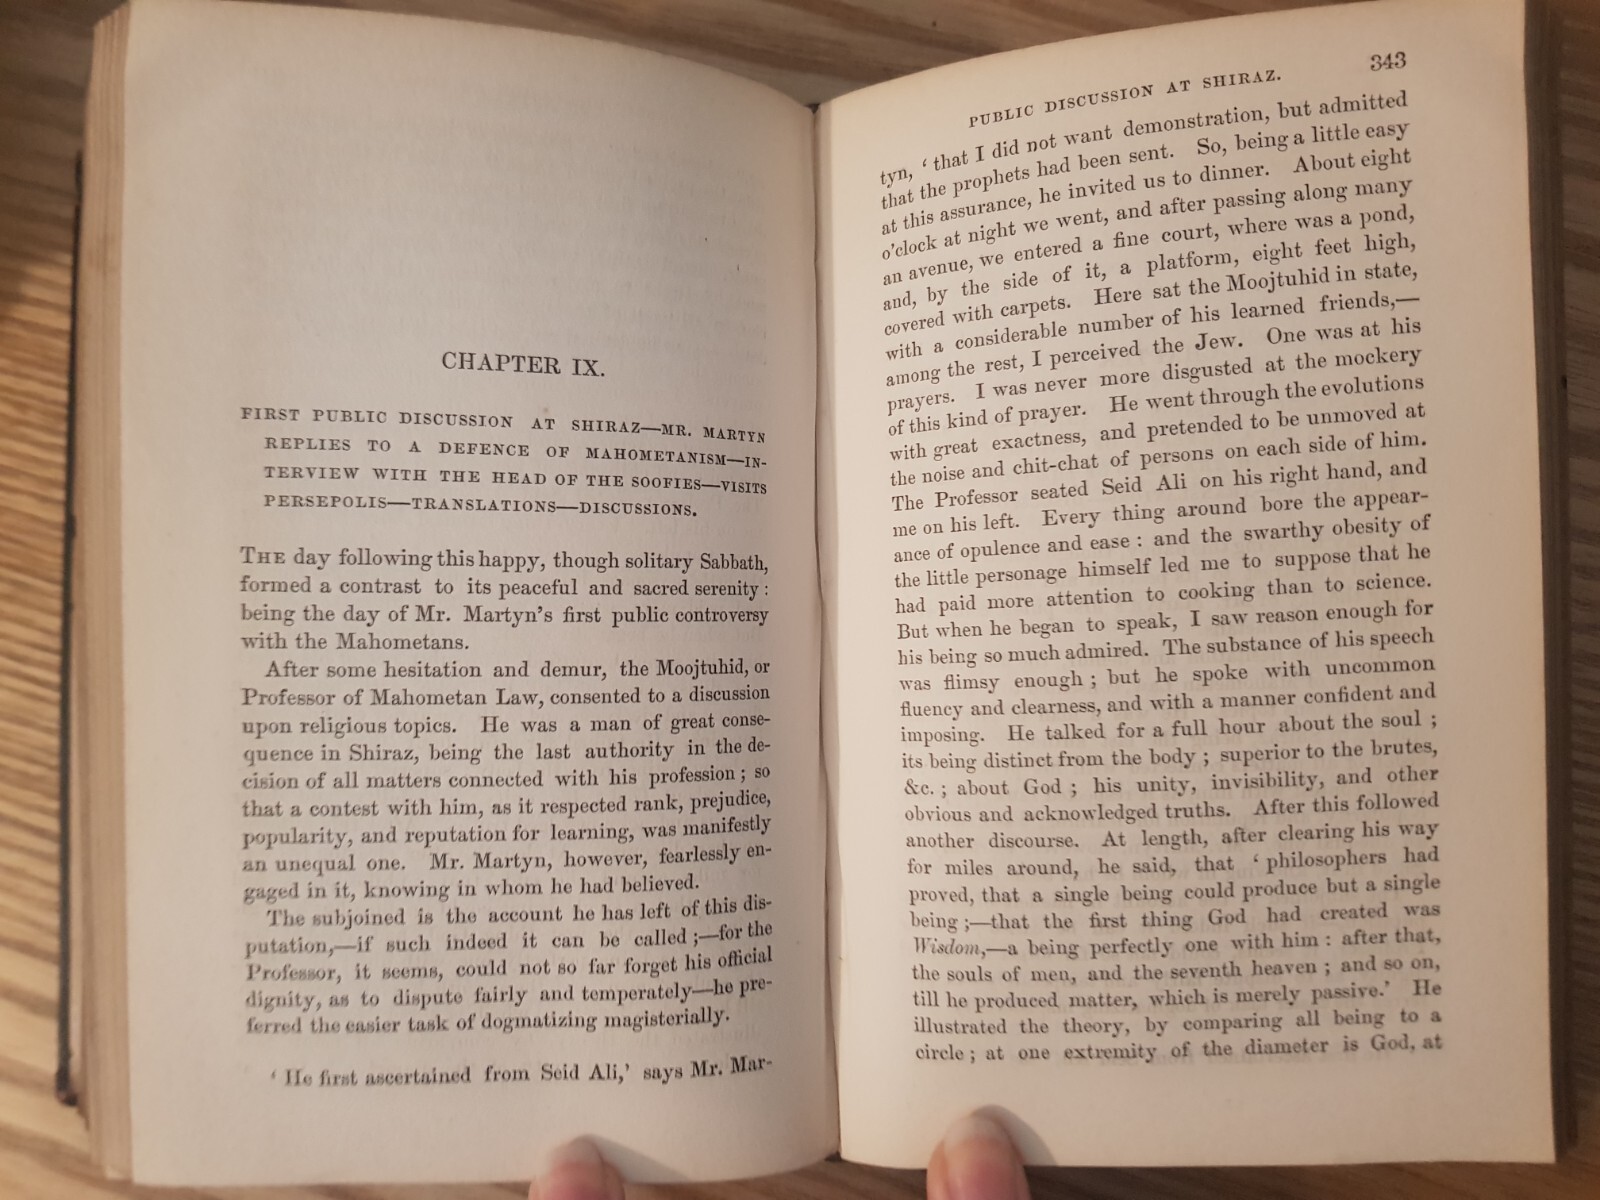 CHAPTER IX.
FIRST PUBLIC DISCUSSION AT SHIRAZ—MR. MARTYN
REPLIES TO A DEFENCE OF MAHOMETANISM—IN-
TERVIEW WITH THE HEAD OF THE SOOFIES—VISITS
PERSEPOLIS—TRANSLATIONS—DISCUSSIONS.
THE day following this happy, though solitary Sabbath,
formed a contrast to its peaceful and sacred serenity :
being the day of Mr. Martyn's first public controversy
with the Mahometans.
After some hesitation and demur, the Moojtuhid, or
Professor of Mahometan Law, consented to a discussion
upon religious topics. He was a man of great conse-
quence in Shiraz, being the last authority in the de-
cision of all matters connected with his profession ; so
that a contest with him, as it respected rank, prejudice,
popularity, and reputation for learning, was manifestly
an unequal one. Mr. Martyn, however, fearlessly en-
gaged in it, knowing in whom he had believed.
The subjoined is the account he has left of this dis-
putation,—if such indeed it can be called ;—for the
Professor, it seems, could not so far forget his official
dignity, as to dispute fairly and temperately—he pre-
ferred the easier task of dogmatizing magisterially.
' He first ascertained from Seid Ali,' says Mr. Mar-
PUBLIC DISCUSSION AT SHIRAZ. 343
tyn, ' that I did not want demonstration, but admitted
that the prophets had been sent. So, being a little easy
at this assurance, he invited us to dinner. About eight
o'clock at night we went, and after passing along many
an avenue, we entered a fine court, where was a pond,
and, by the side of it, a platform, eight feet high,
covered with carpets. Here sat the Moojtuhid in state,
with a considerable number of his learned friends,—
among the rest, I perceived the Jew. One was at his
prayers. I was never more disgusted at the mockery
of this kind of prayer. He went through the evolutions
with great exactness, and pretended to be unmoved at
the noise and chit-chat of persons on each side of him.
The Professor seated Seid Ali on his right hand, and
me on his left. Every thing around bore the appear-
ance of opulence and ease : and the swarthy obesity of
the little personage himself led me to suppose that he
had paid more attention to cooking than to science.
But when he began to speak, I saw reason enough for
his being so much admired. The substance of his speech
was flimsy enough ; but he spoke with uncommon
fluency and clearness, and with a manner confident and
imposing. He talked for a full hour about the soul ;
its being distinct from the body ; superior to the brutes,
&c. ; about God ; his unity, invisibility, and other
obvious and acknowledged truths. After this followed
another discourse. At length, after clearing his way
for miles around, he said, that ' philosophers had
proved, that a single being could produce but a single
being ;—that the first thing God had created was
Wisdom,—a being perfectly one with him : after that,
the souls of men, and the seventh heaven ; and so on,
till he produced matter, which is merely passive.' He
illustrated the theory, by comparing all being to a
circle ; at one extremity of the diameter is God, at